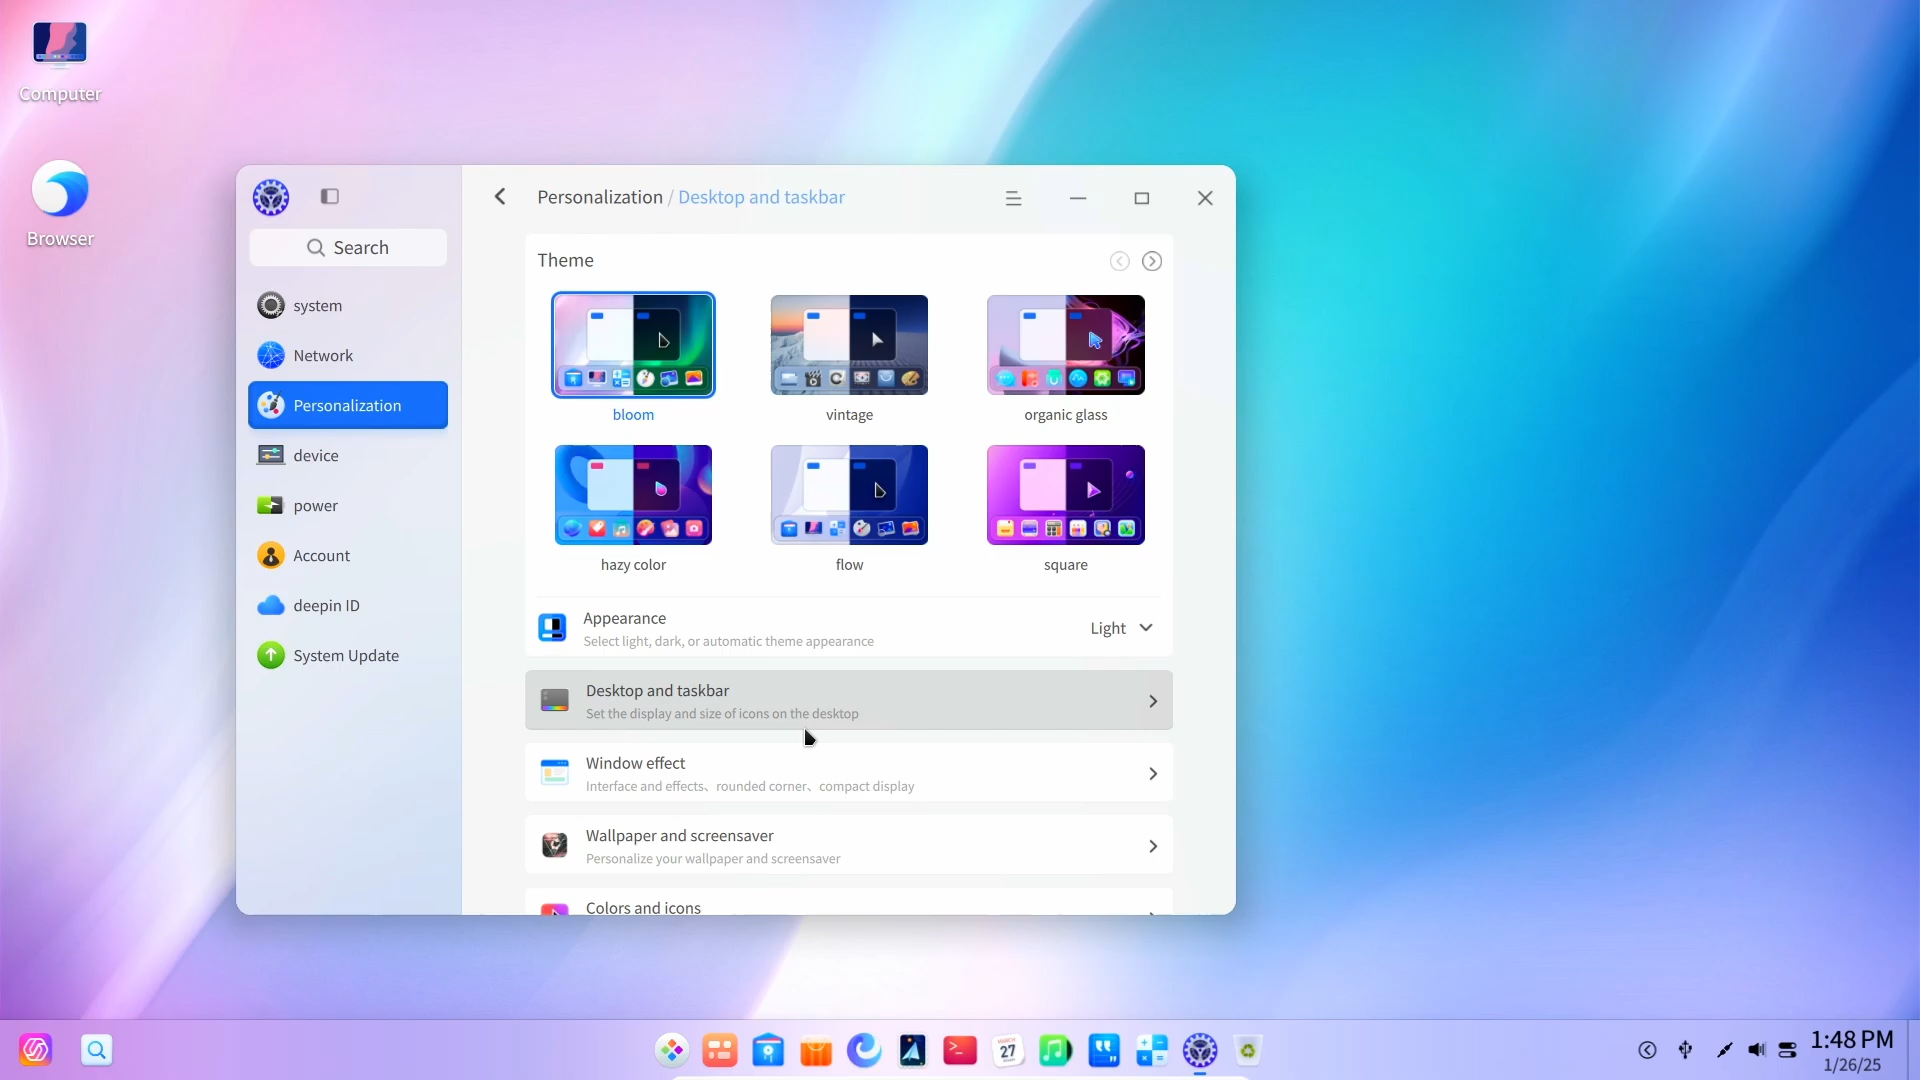 Computer
Browser
Personalization / Desktop and taskbar
Search
system
Network
Personalization
device
power
Account
deepin ID
System Update
Theme
bloom
vintage
organic glass
hazy color
flow
square
Appearance
Select light, dark, or automatic theme appearance
Light
Desktop and taskbar
Set the display and size of icons on the desktop
Window effect
Interface and effects、rounded corner、compact display
Wallpaper and screensaver
Personalize your wallpaper and screensaver
Colors and icons
MARCH
27
1:48 PM
1/26/25